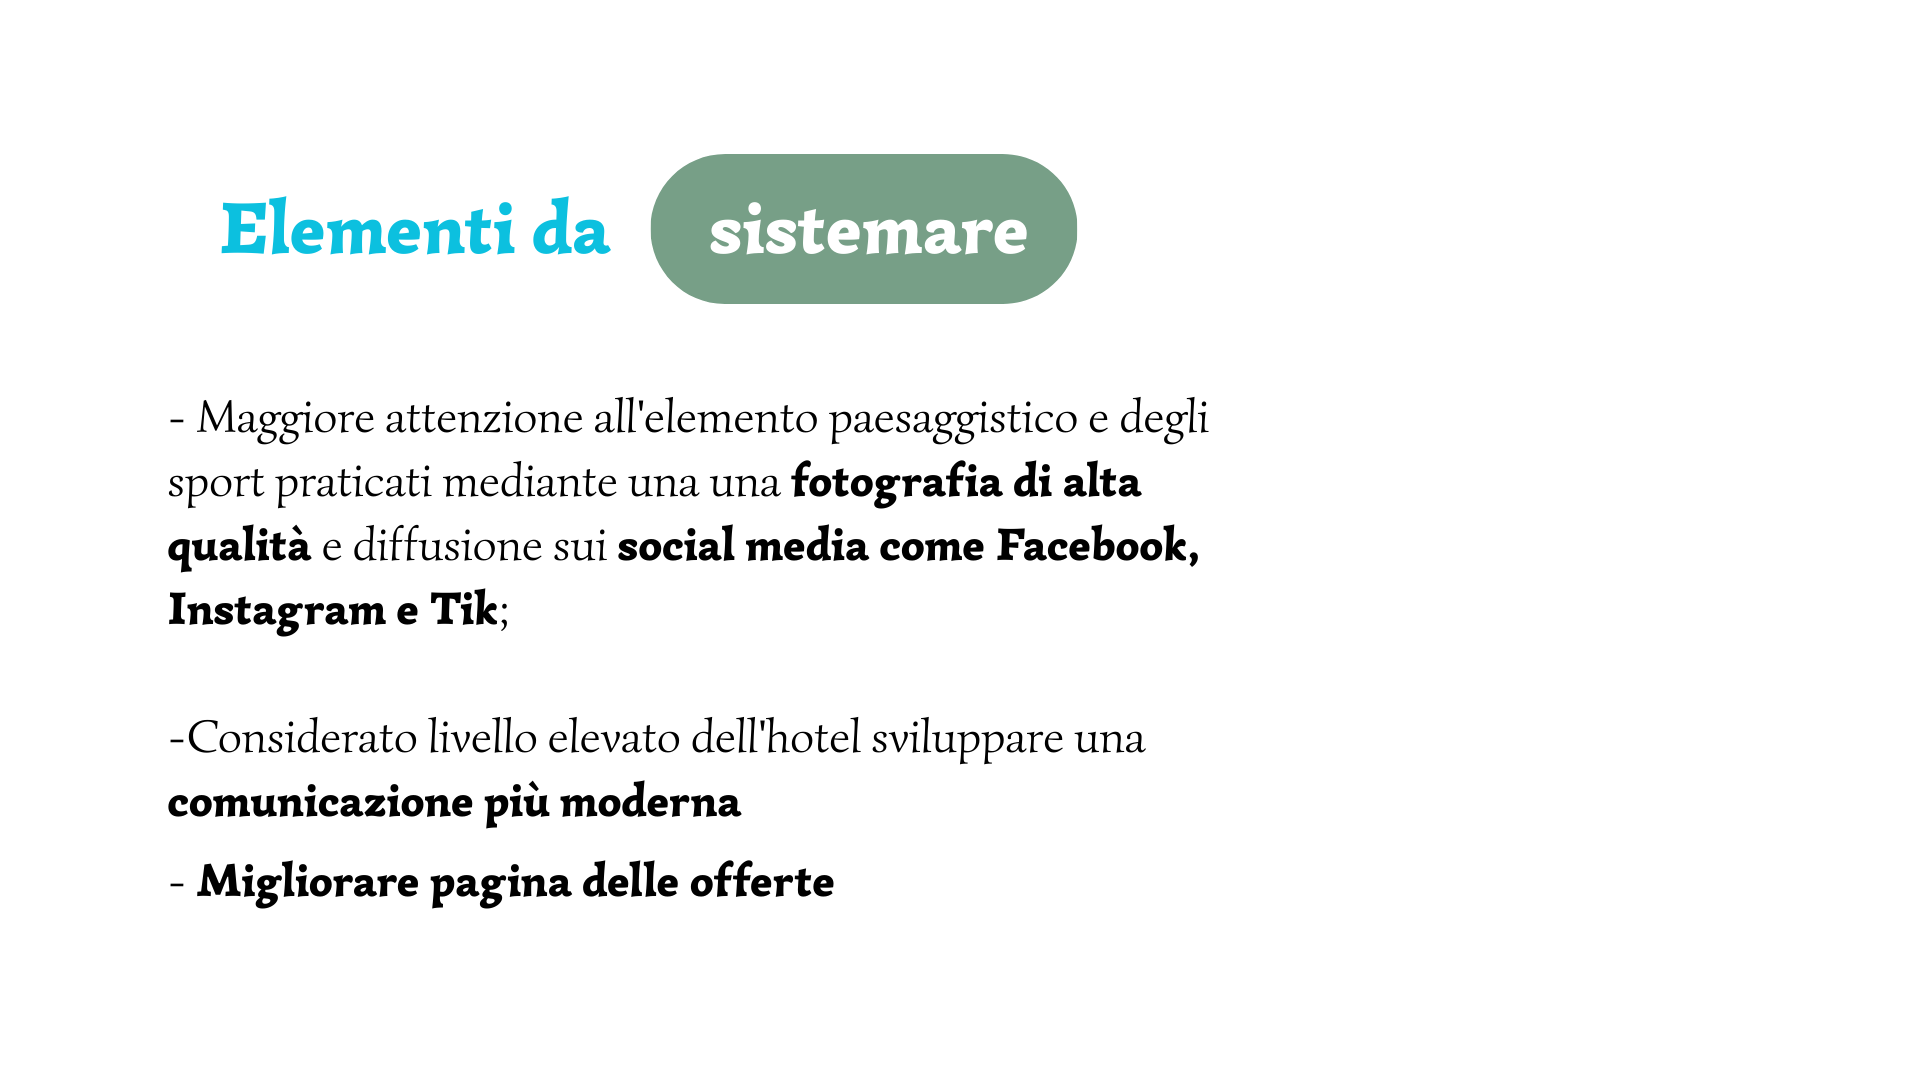 Elementi da sistemare
- Maggiore attenzione all'elemento paesaggistico e degli
sport praticati mediante una una fotografia di alta
qualità e diffusione sui social media come Facebook,
Instagram e Tik;
-Considerato livello elevato dell'hotel sviluppare una
comunicazione più moderna
- Migliorare pagina delle offerte